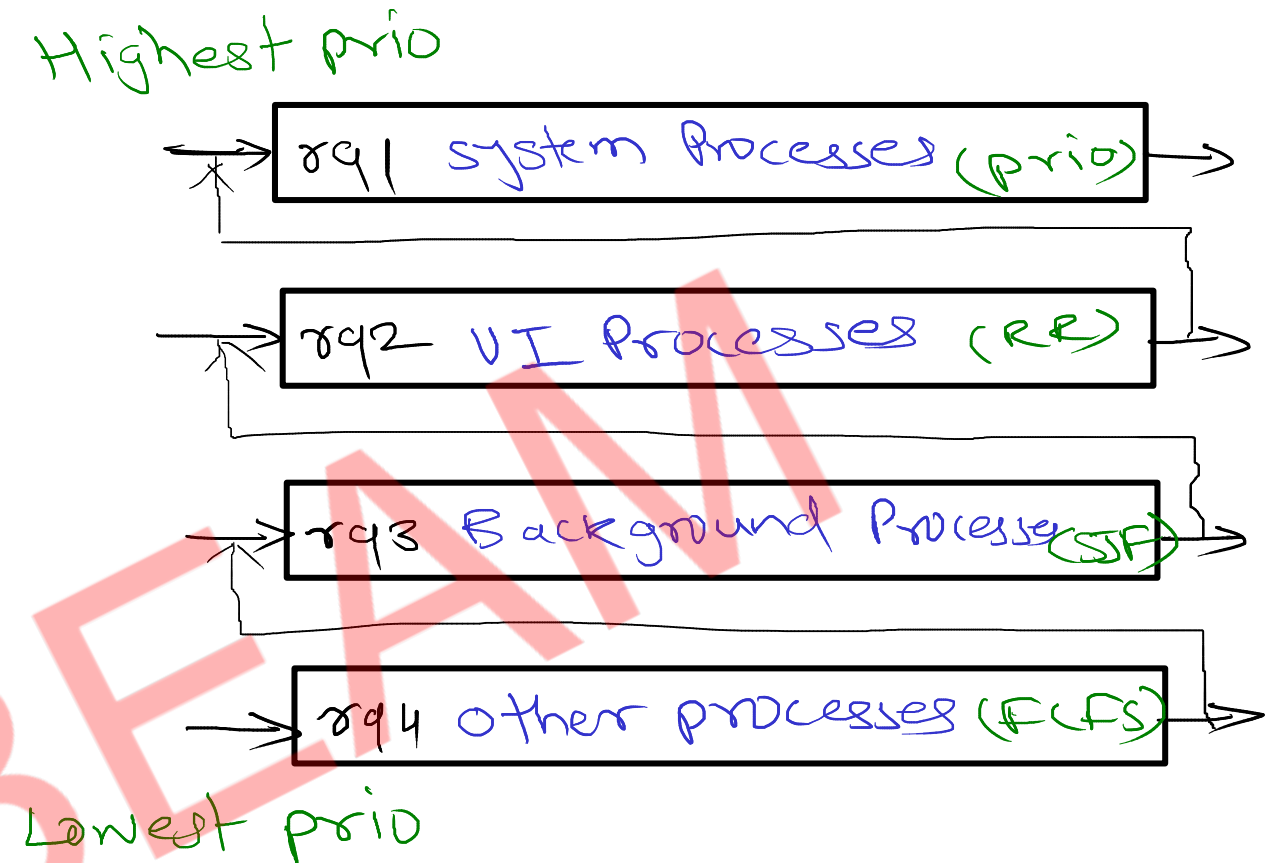 Highest prio
rq1 system Processes (prio)
rq2 UI Processes (RR)
rq3 Background Processes (SJF)
rq4 other processes (FCFS)
Lowest prio
BEAM